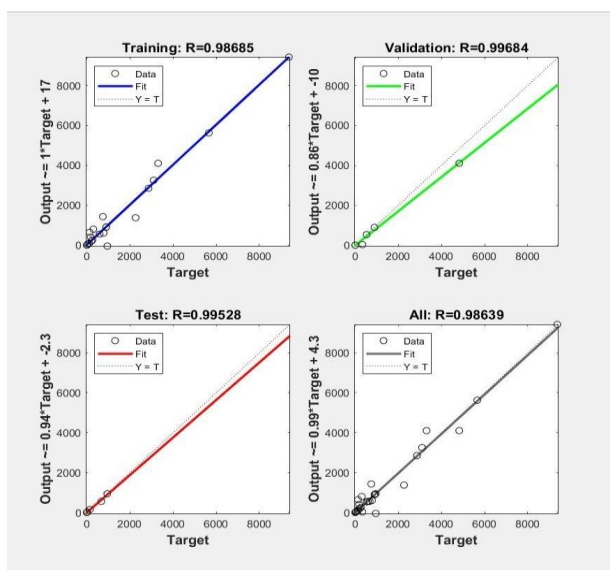 Training: R=0.98685
Output ~= 1*Target + 17
8000
6000
4000
2000
0
Data
Fit
Y = T
0 2000 4000 6000 8000
Target
Validation: R=0.99684
Output ~= 0.86*Target + -10
8000
6000
4000
2000
0
Data
Fit
Y = T
0 2000 4000 6000 8000
Target
Test: R=0.99528
Output ~= 0.94*Target + -2.3
8000
6000
4000
2000
0
Data
Fit
Y = T
0 2000 4000 6000 8000
Target
All: R=0.98639
Output ~= 0.99*Target + 4.3
8000
6000
4000
2000
0
Data
Fit
Y = T
0 2000 4000 6000 8000
Target